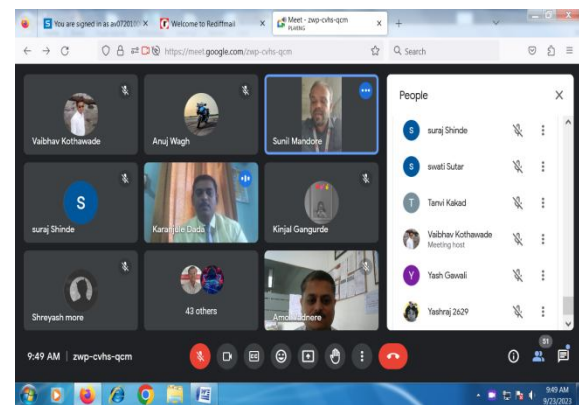 You are signed in as av072010
Welcome to Rediffmail
Meet - zwp-cvhs-qcm
PLAYING
https://meet.google.com/zwp-cvhs-qcm
Search
Vaibhav Kothawade
Anuj Wagh
Sunil Mandore
S
suraj Shinde
Karanjule Dada
Kinjal Gangurde
Shreyash more
43 others
People
S
suraj Shinde
S
swati Sutar
T
Tanvi Kakad
Vaibhav Kothawade
Meeting host
Y
Yash Gawali
Yashraj 2629
9:49 AM | zwp-cvhs-qcm
51
9:49 AM
9/23/2023